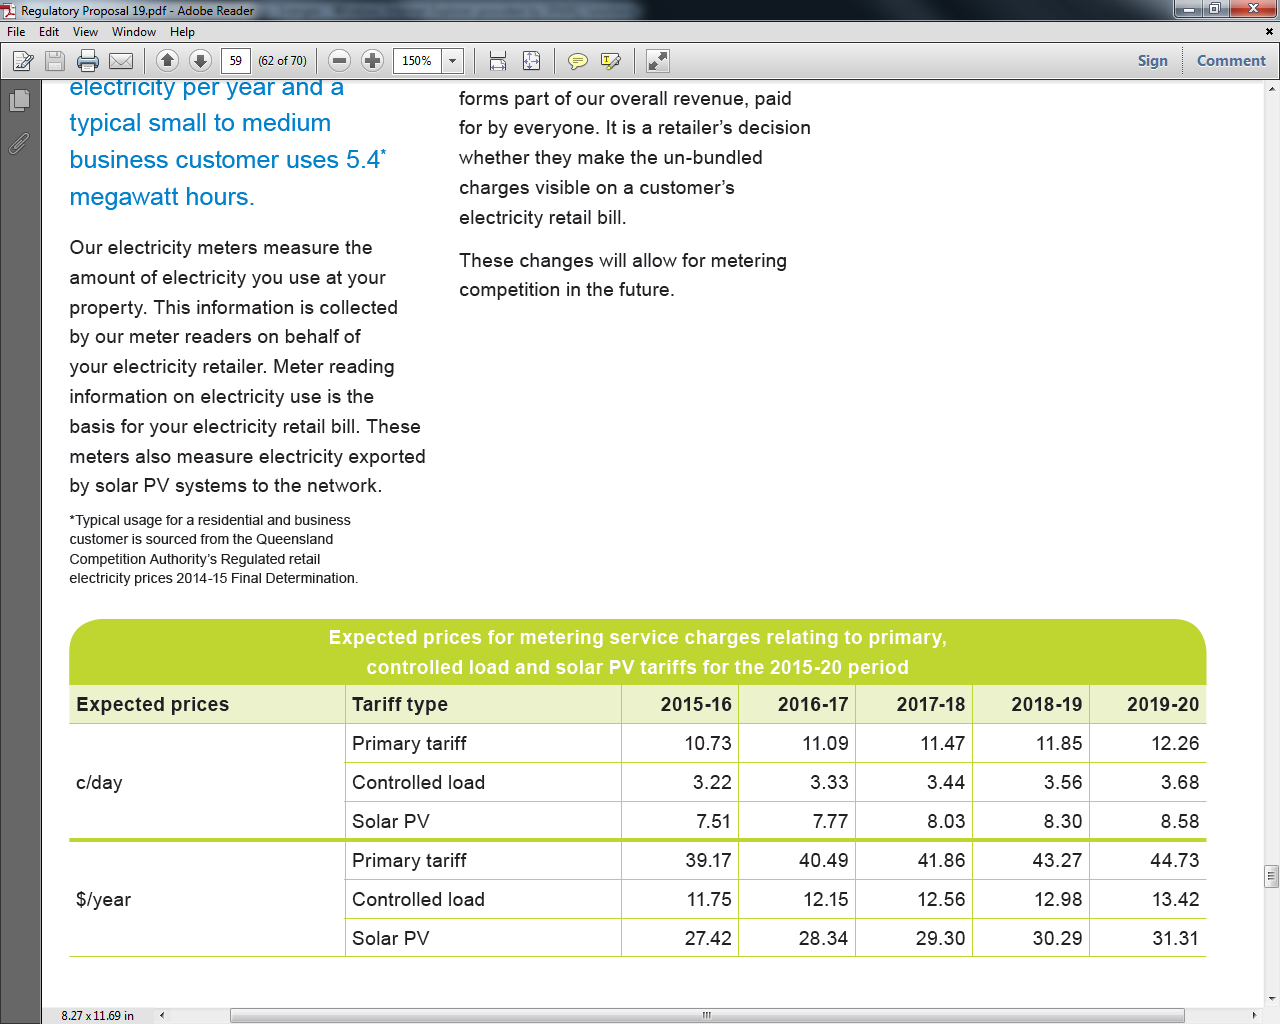 Regulatory Proposal 19.pdf - Adobe Reader
File Edit View Window Help
59 (62 of 70) 150% Sign Comment
electricity per year and a
typical small to medium
business customer uses 5.4*
megawatt hours.
Our electricity meters measure the
amount of electricity you use at your
property. This information is collected
by our meter readers on behalf of
your electricity retailer. Meter reading
information on electricity use is the
basis for your electricity retail bill. These
meters also measure electricity exported
by solar PV systems to the network.
*Typical usage for a residential and business
customer is sourced from the Queensland
Competition Authority’s Regulated retail
electricity prices 2014-15 Final Determination.
forms part of our overall revenue, paid
for by everyone. It is a retailer’s decision
whether they make the un-bundled
charges visible on a customer’s
electricity retail bill.
These changes will allow for metering
competition in the future.
Expected prices for metering service charges relating to primary,
controlled load and solar PV tariffs for the 2015-20 period
Expected prices Tariff type 2015-16 2016-17 2017-18 2018-19 2019-20
Primary tariff 10.73 11.09 11.47 11.85 12.26
c/day Controlled load 3.22 3.33 3.44 3.56 3.68
Solar PV 7.51 7.77 8.03 8.30 8.58
Primary tariff 39.17 40.49 41.86 43.27 44.73
$/year Controlled load 11.75 12.15 12.56 12.98 13.42
Solar PV 27.42 28.34 29.30 30.29 31.31
8.27 x 11.69 in